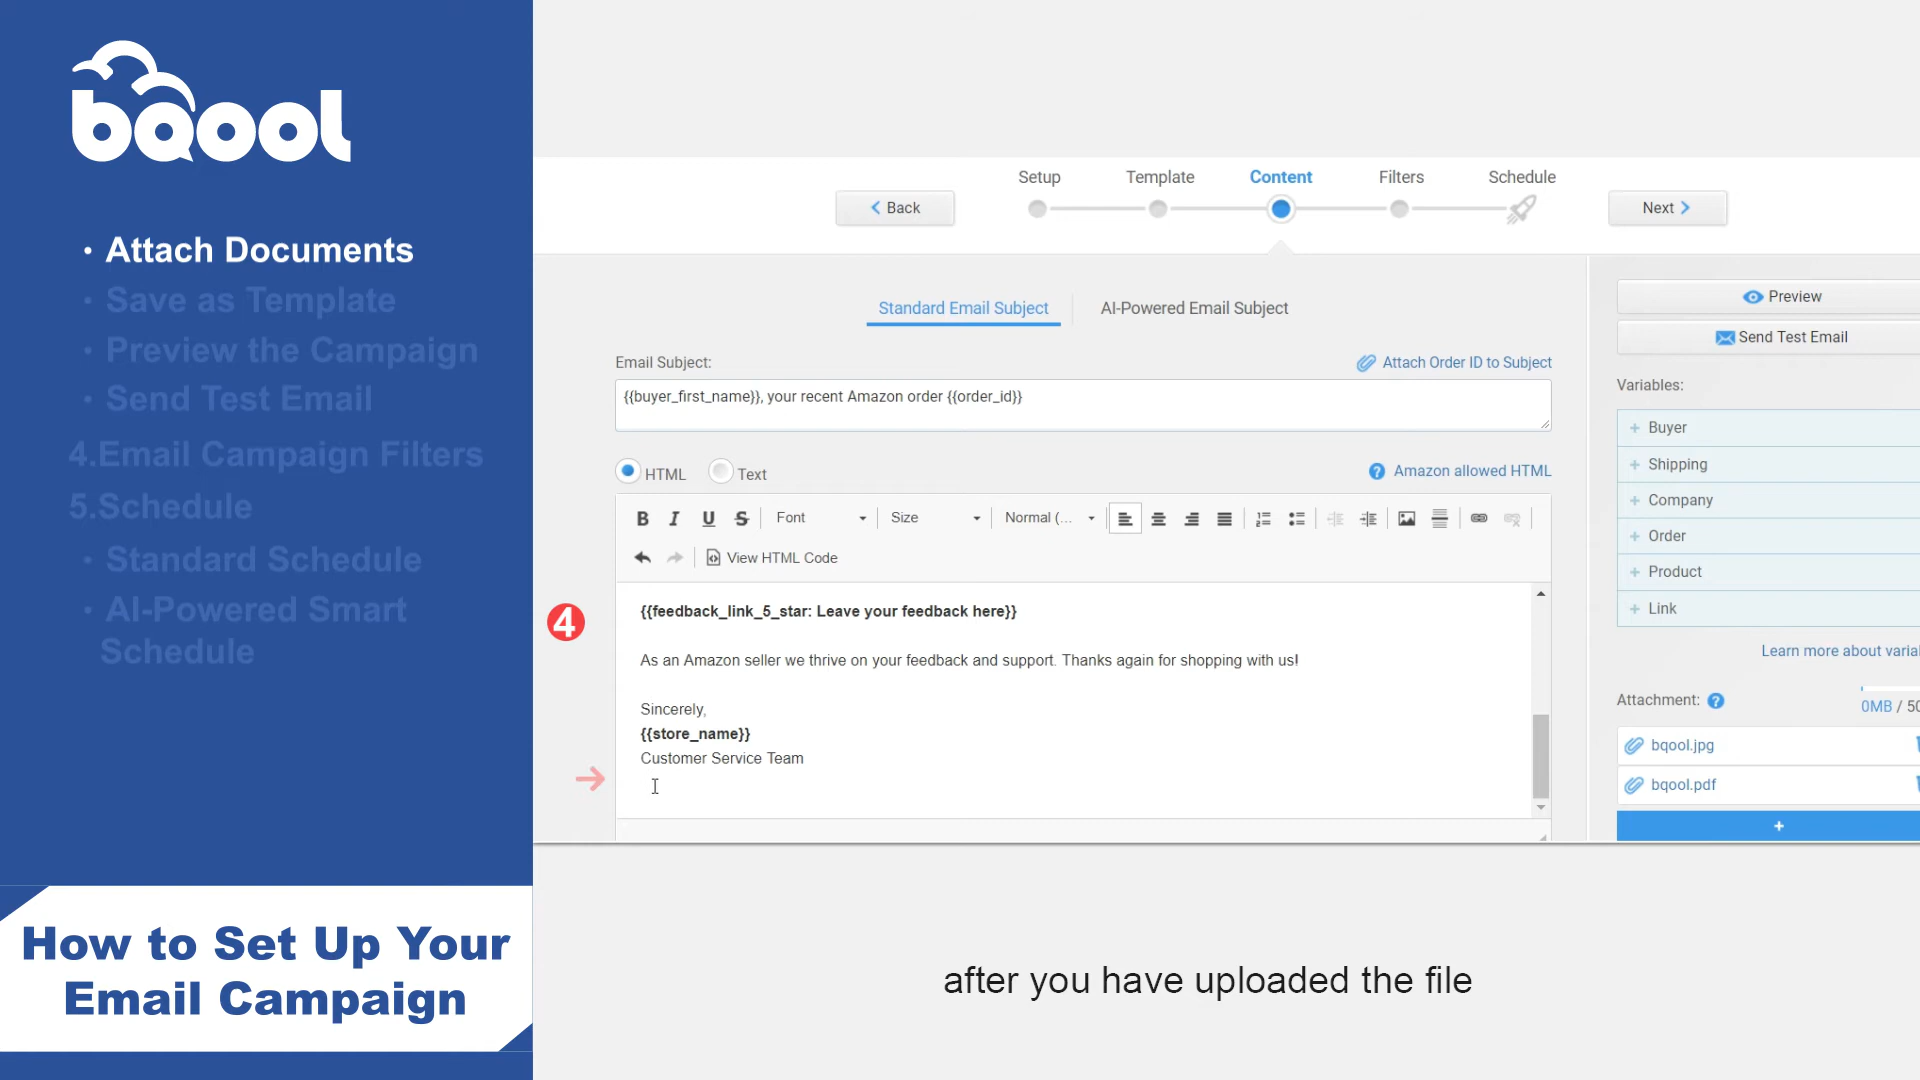 bqool
• Attach Documents
• Save as Template
• Preview the Campaign
• Send Test Email
4.Email Campaign Filters
5.Schedule
• Standard Schedule
• AI-Powered Smart
Schedule
How to Set Up Your
Email Campaign
Back
Setup
Template
Content
Filters
Schedule
Next
Standard Email Subject
AI-Powered Email Subject
Email Subject:
Attach Order ID to Subject
{{buyer_first_name}}, your recent Amazon order {{order_id}}
HTML
Text
Amazon allowed HTML
B I U S Font Size Normal (...
View HTML Code
4
{{feedback_link_5_star: Leave your feedback here}}
As an Amazon seller we thrive on your feedback and support. Thanks again for shopping with us!
Sincerely,
{{store_name}}
Customer Service Team
Preview
Send Test Email
Variables:
+ Buyer
+ Shipping
+ Company
+ Order
+ Product
+ Link
Learn more about
Attachment: ?
0MB / 50
bqool.jpg
bqool.pdf
+
after you have uploaded the file